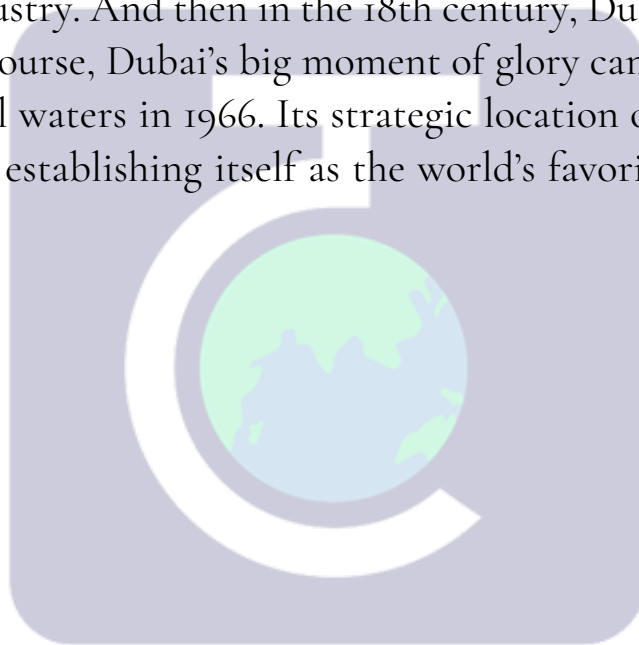 ustry. And then in the 18th century, Du
ourse, Dubai’s big moment of glory can
l waters in 1966. Its strategic location o
establishing itself as the world’s favori